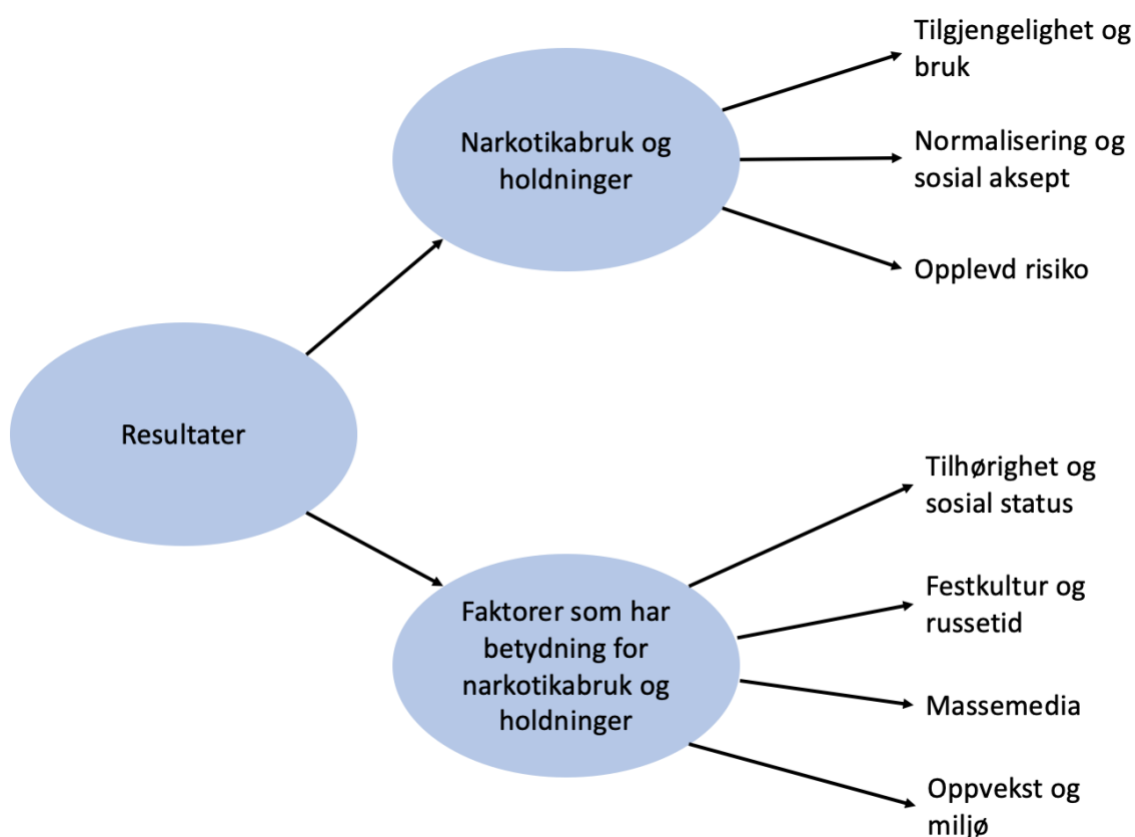 Tilgjengelighet og
bruk
Narkotikabruk og
holdninger
Normalisering og
sosial aksept
Opplevd risiko
Resultater
Tilhørighet og
sosial status
Faktorer som har
betydning for
narkotikabruk og
holdninger
Festkultur og
russetid
Massemedia
Oppvekst og
miljø